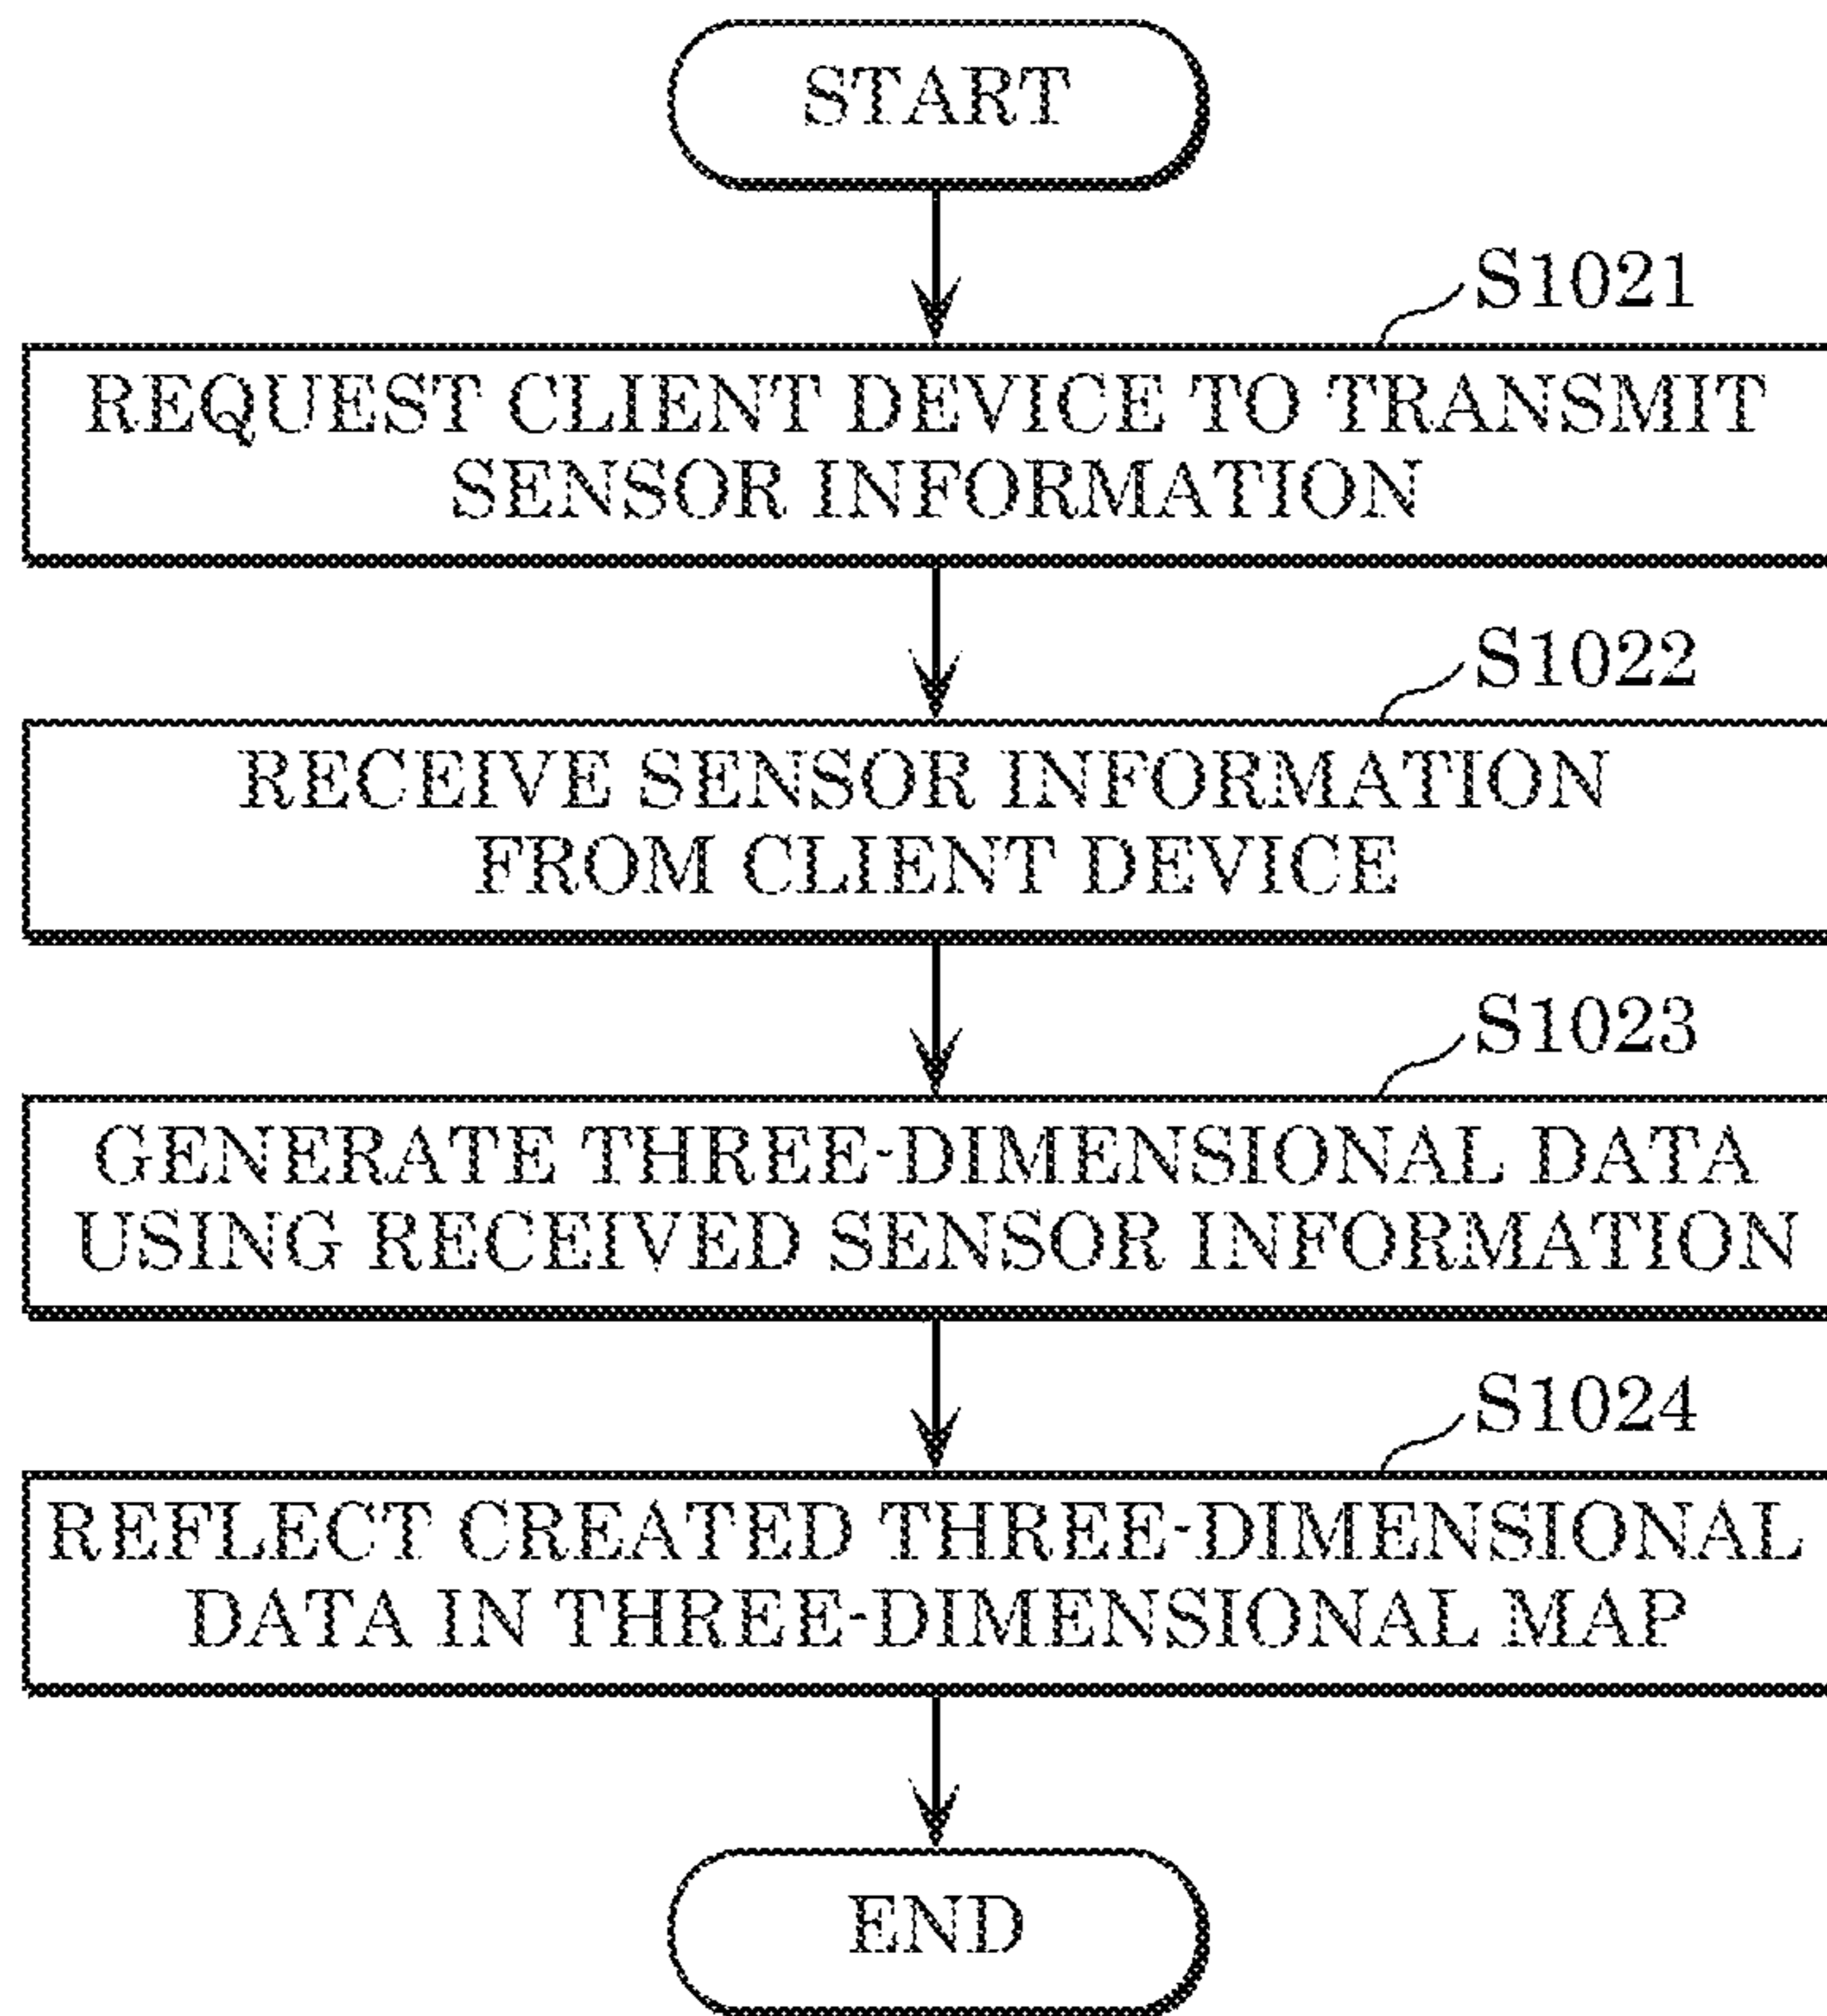 START
S1021
REQUEST CLIENT DEVICE TO TRANSMIT
SENSOR INFORMATION
S1022
RECEIVE SENSOR INFORMATION
FROM CLIENT DEVICE
S1023
GENERATE THREE-DIMENSIONAL DATA
USING RECEIVED SENSOR INFORMATION
S1024
REFLECT CREATED THREE-DIMENSIONAL
DATA IN THREE-DIMENSIONAL MAP
END